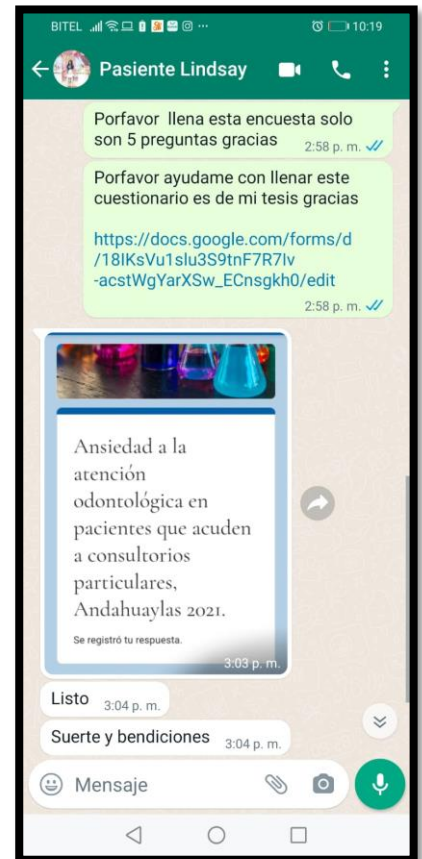 BITEL 10:19
Pasiente Lindsay
Porfavor llena esta encuesta solo
son 5 preguntas gracias
2:58 p. m.
Porfavor ayudame con llenar este
cuestionario es de mi tesis gracias
https://docs.google.com/forms/d
/18IKsVu1slu3S9tnF7R7Iv
-acstWgYarXSw_ECnsgkh0/edit
2:58 p. m.
Ansiedad a la
atención
odontológica en
pacientes que acuden
a consultorios
particulares,
Andahuaylas 2021.
Se registró tu respuesta.
3:03 p. m.
Listo 3:04 p. m.
Suerte y bendiciones 3:04 p. m.
Mensaje